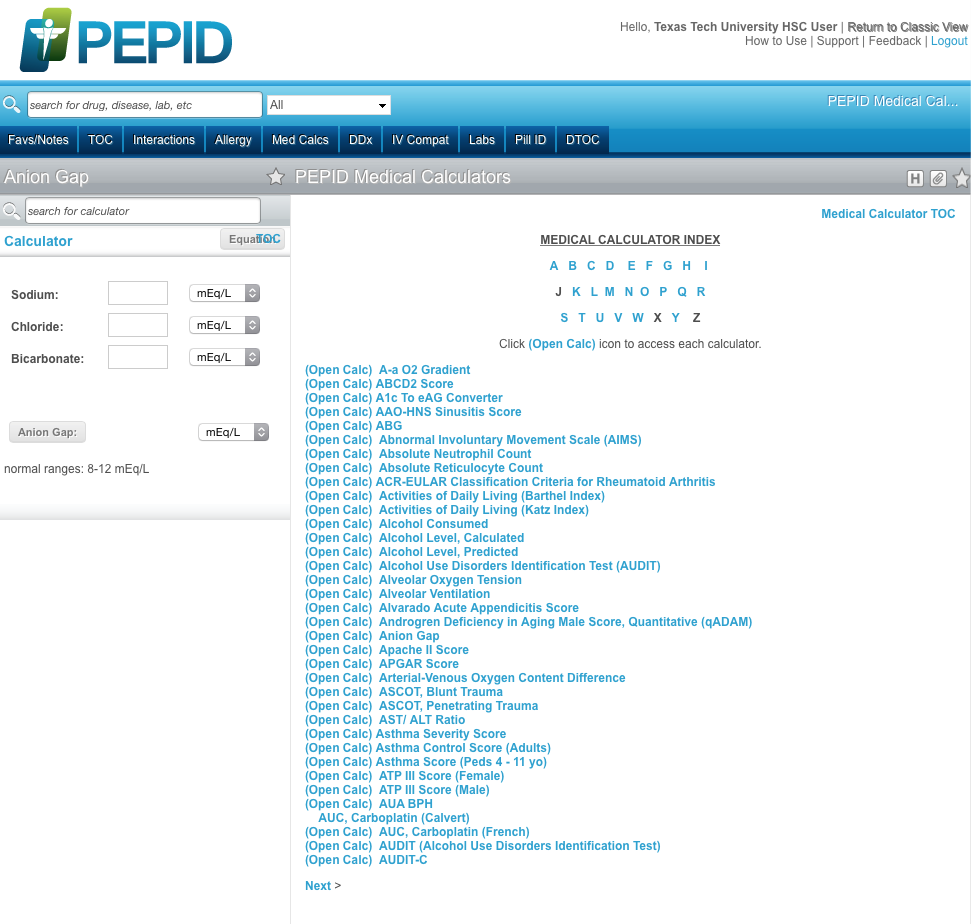 PEPID
Hello, Texas Tech University HSC User | Return to Classic View
How to Use | Support | Feedback | Logout
search for drug, disease, lab, etc
All
PEPID Medical Cal...
Favs/Notes TOC Interactions Allergy Med Calcs DDx IV Compat Labs Pill ID DTOC
Anion Gap
PEPID Medical Calculators
H
search for calculator
Calculator
Equation
TOC
Sodium: mEq/L
Chloride: mEq/L
Bicarbonate: mEq/L
Anion Gap: mEq/L
normal ranges: 8-12 mEq/L
Medical Calculator TOC
MEDICAL CALCULATOR INDEX
A B C D E F G H I
J K L M N O P Q R
S T U V W X Y Z
Click (Open Calc) icon to access each calculator.
(Open Calc) A-a O2 Gradient
(Open Calc) ABCD2 Score
(Open Calc) A1c To eAG Converter
(Open Calc) AAO-HNS Sinusitis Score
(Open Calc) ABG
(Open Calc) Abnormal Involuntary Movement Scale (AIMS)
(Open Calc) Absolute Neutrophil Count
(Open Calc) Absolute Reticulocyte Count
(Open Calc) ACR-EULAR Classification Criteria for Rheumatoid Arthritis
(Open Calc) Activities of Daily Living (Barthel Index)
(Open Calc) Activities of Daily Living (Katz Index)
(Open Calc) Alcohol Consumed
(Open Calc) Alcohol Level, Calculated
(Open Calc) Alcohol Level, Predicted
(Open Calc) Alcohol Use Disorders Identification Test (AUDIT)
(Open Calc) Alveolar Oxygen Tension
(Open Calc) Alveolar Ventilation
(Open Calc) Alvarado Acute Appendicitis Score
(Open Calc) Androgren Deficiency in Aging Male Score, Quantitative (qADAM)
(Open Calc) Anion Gap
(Open Calc) Apache II Score
(Open Calc) APGAR Score
(Open Calc) Arterial-Venous Oxygen Content Difference
(Open Calc) ASCOT, Blunt Trauma
(Open Calc) ASCOT, Penetrating Trauma
(Open Calc) AST/ ALT Ratio
(Open Calc) Asthma Severity Score
(Open Calc) Asthma Control Score (Adults)
(Open Calc) Asthma Score (Peds 4 - 11 yo)
(Open Calc) ATP III Score (Female)
(Open Calc) ATP III Score (Male)
(Open Calc) AUA BPH
AUC, Carboplatin (Calvert)
(Open Calc) AUC, Carboplatin (French)
(Open Calc) AUDIT (Alcohol Use Disorders Identification Test)
(Open Calc) AUDIT-C
Next >